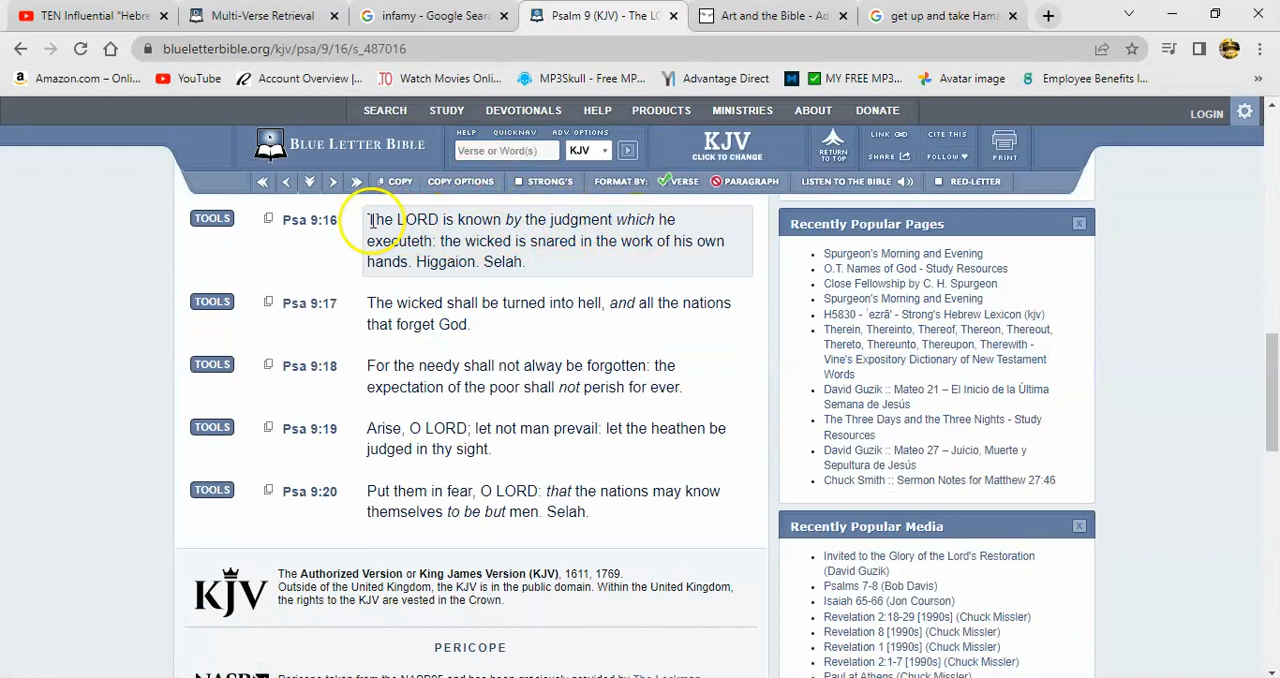 TEN Influential "Hebre
Multi-Verse Retrieval
infamy - Google Sear
Psalm 9 (KJV) - The LO
Art and the Bible - Ad
get up and take Hama
blueletterbible.org/kjv/psa/9/16/s_487016
Amazon.com – Onli...
YouTube
Account Overview |...
Watch Movies Onl...
MP3Skull - Free MP...
Advantage Direct
MY FREE MP3...
Avatar image
Employee Benefits I...
SEARCH STUDY DEVOTIONALS HELP PRODUCTS MINISTRIES ABOUT DONATE
LOGIN
BLUE LETTER BIBLE
HELP QUICKNAV ADV. OPTIONS
Verse or Word(s)
KJV
KJV
CLICK TO CHANGE
RETURN
TO TOP
LINK
SHARE
CITE THIS
FOLLOW
PRINT
COPY COPY OPTIONS STRONG'S FORMAT BY: VERSE PARAGRAPH LISTEN TO THE BIBLE RED-LETTER
TOOLS Psa 9:16 The LORD is known by the judgment which he
executeth: the wicked is snared in the work of his own
hands. Higgaion. Selah.
TOOLS Psa 9:17 The wicked shall be turned into hell, and all the nations
that forget God.
TOOLS Psa 9:18 For the needy shall not alway be forgotten: the
expectation of the poor shall not perish for ever.
TOOLS Psa 9:19 Arise, O LORD; let not man prevail: let the heathen be
judged in thy sight.
TOOLS Psa 9:20 Put them in fear, O LORD: that the nations may know
themselves to be but men. Selah.
KJV
The Authorized Version or King James Version (KJV), 1611, 1769.
Outside of the United Kingdom, the KJV is in the public domain. Within the United Kingdom,
the rights to the KJV are vested in the Crown.
PERICOPE
Recently Popular Pages
Spurgeon's Morning and Evening
O.T. Names of God - Study Resources
Close Fellowship by C. H. Spurgeon
Spurgeon's Morning and Evening
H5830 - ʿezrā' - Strong's Hebrew Lexicon (kjv)
Therein, Thereinto, Thereof, Thereon, Thereout,
Thereto, Thereunto, Thereupon, Therewith -
Vine's Expository Dictionary of New Testament
Words
David Guzik :: Mateo 21 – El Inicio de la Última
Semana de Jesús
The Three Days and the Three Nights - Study
Resources
David Guzik :: Mateo 27 – Juicio, Muerte y
Sepultura de Jesús
Chuck Smith :: Sermon Notes for Matthew 27:46
Recently Popular Media
Invited to the Glory of the Lord's Restoration
(David Guzik)
Psalms 7-8 (Bob Davis)
Isaiah 65-66 (Jon Courson)
Revelation 2:18-29 [1990s] (Chuck Missler)
Revelation 8 [1990s] (Chuck Missler)
Revelation 1 [1990s] (Chuck Missler)
Revelation 2:1-7 [1990s] (Chuck Missler)
Paul at Athens (Chuck Missler)